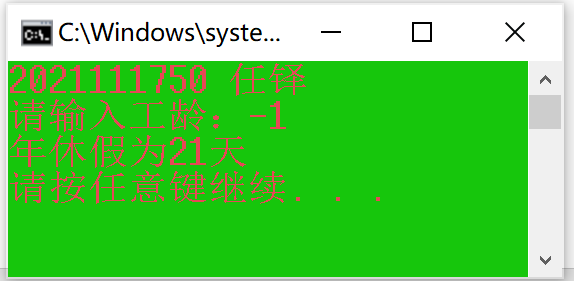 C:\Windows\syste...
2021111750 任铎
请输入工龄：-1
年休假为21天
请按任意键继续. . .